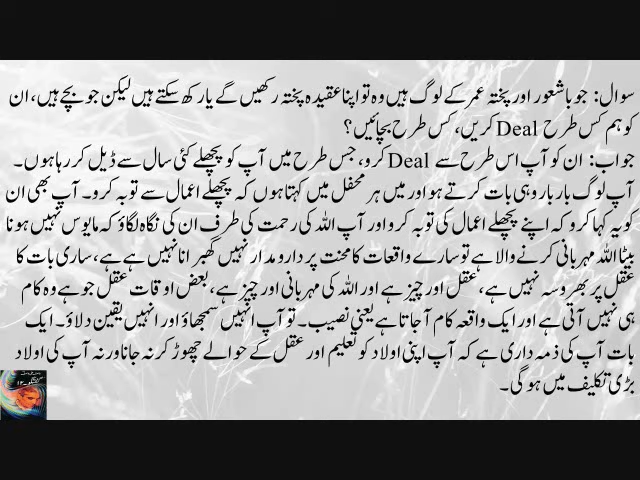 سوال: جو باشعور اور پختہ عمر کے لوگ ہیں وہ تو اپنا عقیدہ پختہ رکھیں گے یا رکھ سکتے ہیں لیکن جو بچے ہیں، ان
کو ہم کس طرح Deal کریں، کس طرح بچائیں؟
جواب: ان کو آپ اس طرح سے Deal کرو، جس طرح میں آپ کو پچھلے کئی سال سے ڈیل کر رہا ہوں۔
آپ لوگ بار بار وہی بات کرتے ہو اور میں ہر محفل میں کہتا ہوں کہ پچھلے اعمال سے توبہ کرو۔ آپ بھی ان
کو یہ کہا کرو کہ اپنے پچھلے اعمال کی توبہ کرو اور آپ اللہ کی رحمت کی طرف ان کی نگاہ لگاؤ کہ مایوس نہیں ہونا
بیٹا اللہ مہربانی کرنے والا ہے تو سارے واقعات کا محنت پر دارومدار نہیں گھبرانا نہیں ہے ہے، ساری بات کا
عقل پر بھروسہ نہیں ہے، عقل اور چیز ہے اور اللہ کی مہربانی اور چیز ہے، بعض اوقات عقل جو ہے وہ کام
ہی نہیں آتی ہے اور ایک واقعہ کام آ جاتا ہے یعنی نصیب۔ تو آپ انہیں سمجھاؤ اور انہیں یقین دلاؤ۔ ایک
بات آپ کی ذمہ داری ہے کہ آپ اپنی اولاد کو تعلیم اور عقل کے حوالے چھوڑ کر نہ جانا ورنہ آپ کی اولاد
بڑی تکلیف میں ہو گی۔